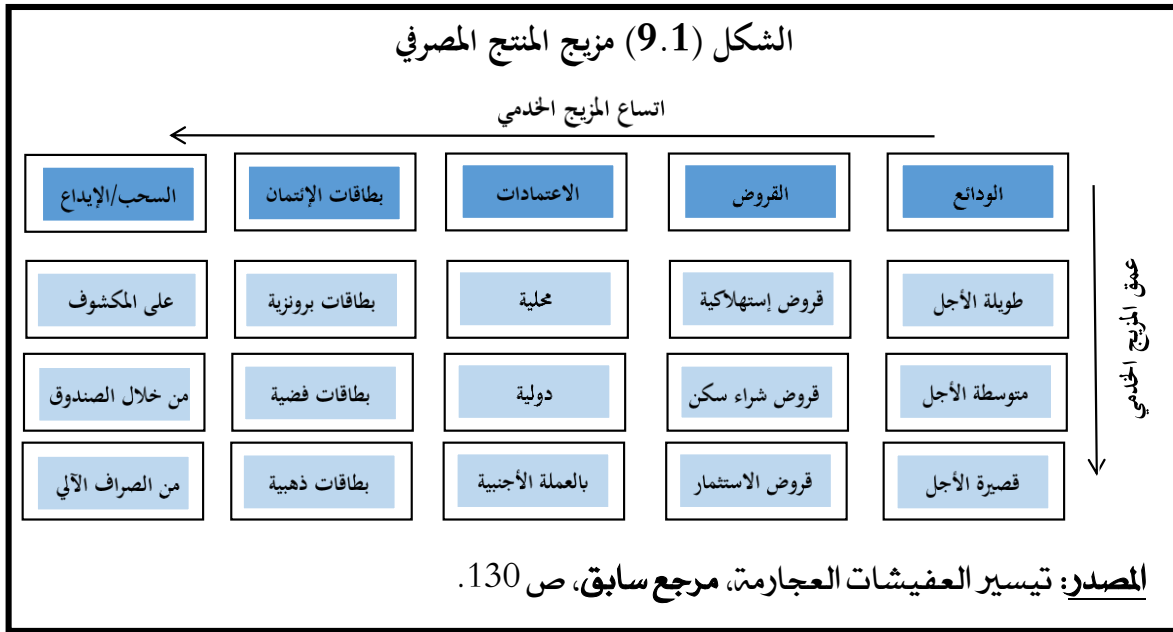 الشكل (9.1) مزيج المنتج المصرفي
اتساع المزيج الخدمي
عمق المزيج الخدمي
الودائع
القروض
الاعتمادات
بطاقات الإئتمان
السحب/الإيداع
طويلة الأجل
قروض إستهلاكية
محلية
بطاقات برونزية
على المكشوف
متوسطة الأجل
قروض شراء سكن
دولية
بطاقات فضية
من خلال الصندوق
قصيرة الأجل
قروض الاستثمار
بالعملة الأجنبية
بطاقات ذهبية
من الصراف الآلي
المصدر: تيسير العفيشات العجارمة، مرجع سابق، ص 130.